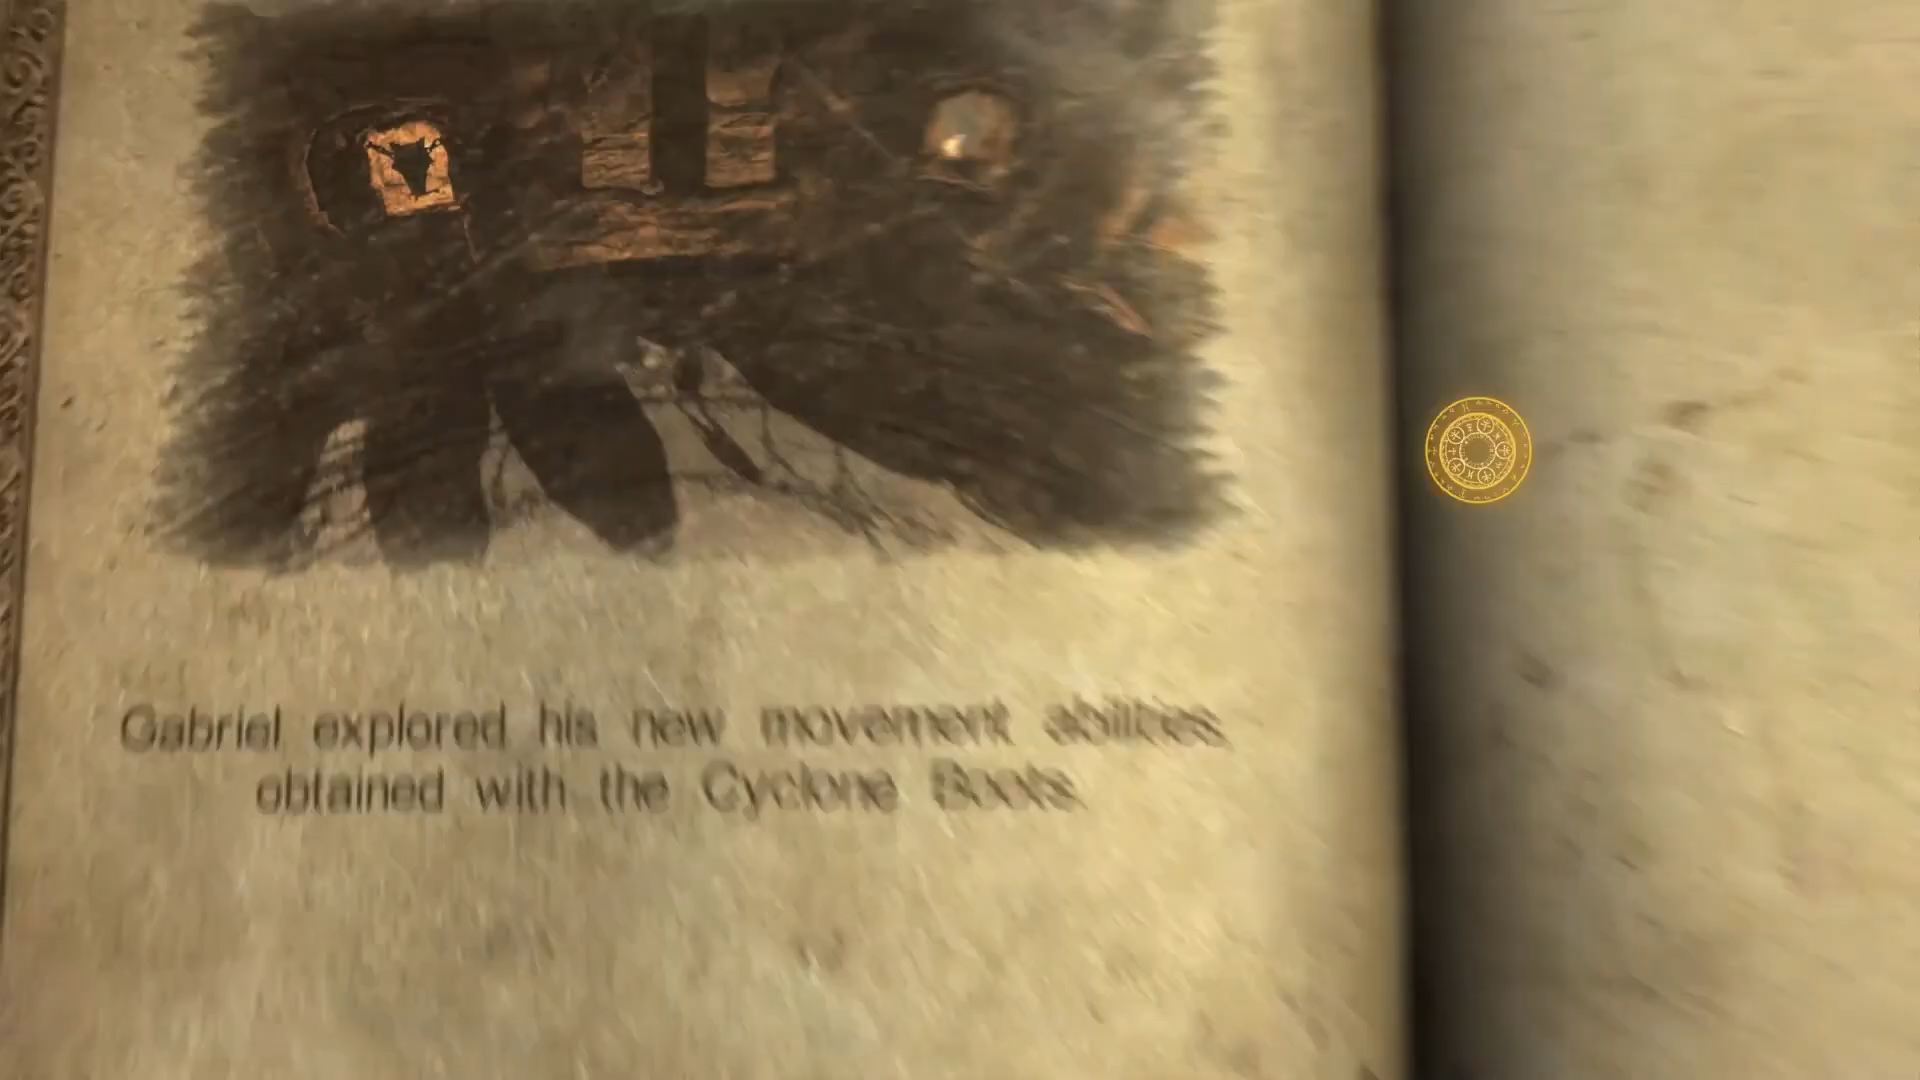 Gabriel explored his new movement abilities,
obtained with the Cyclone Boots.